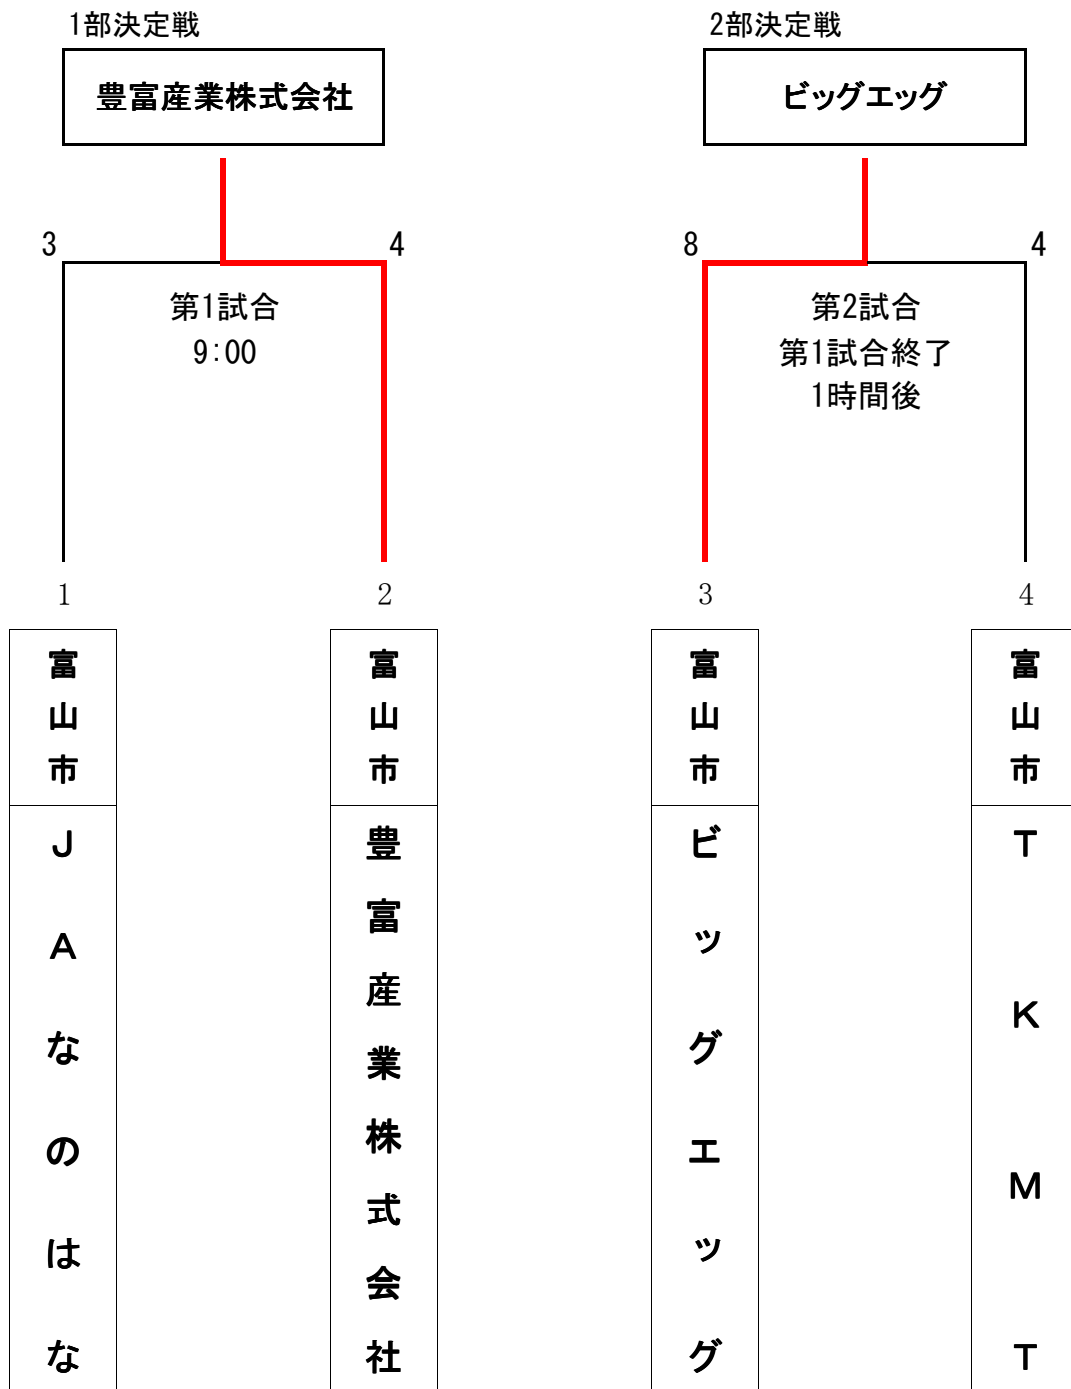 1部決定戦
豊富産業株式会社
3
4
第1試合
9:00
2部決定戦
ビッグエッグ
8
4
第2試合
第1試合終了
1時間後
1
富山市
ＪＡなのはな
2
富山市
豊富産業株式会社
3
富山市
ビッグエッグ
4
富山市
ＴＫＭＴ